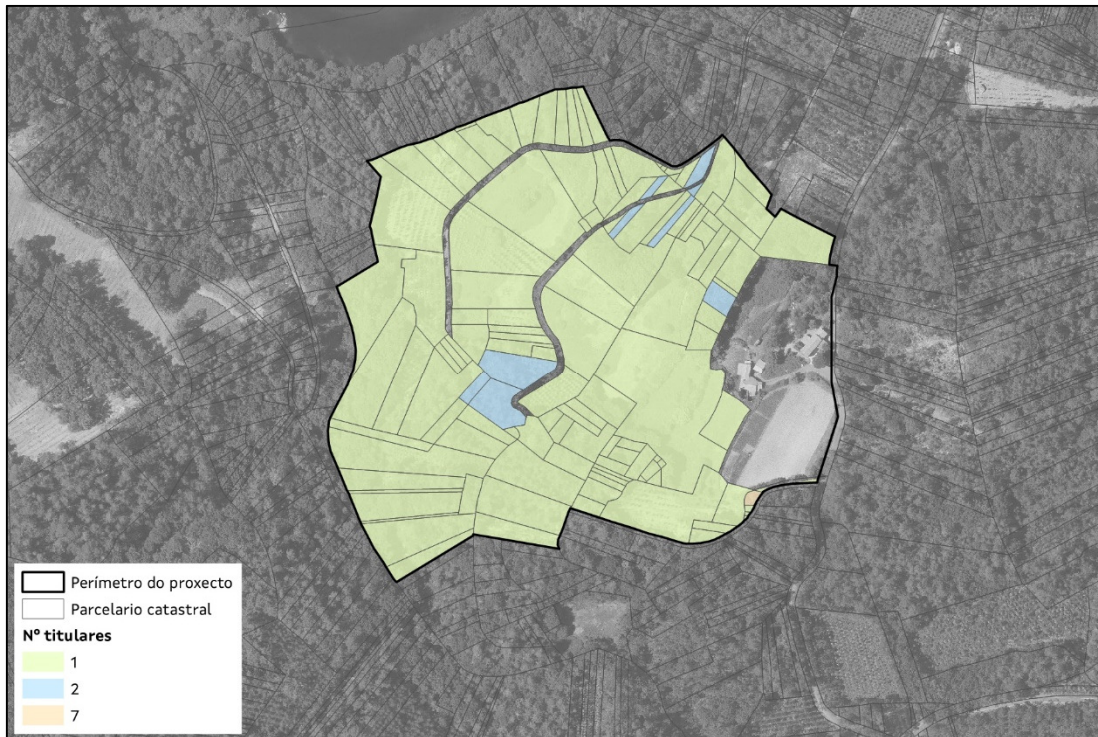 Perímetro do proxecto
Parcelario catastral
Nº titulares
1
2
7